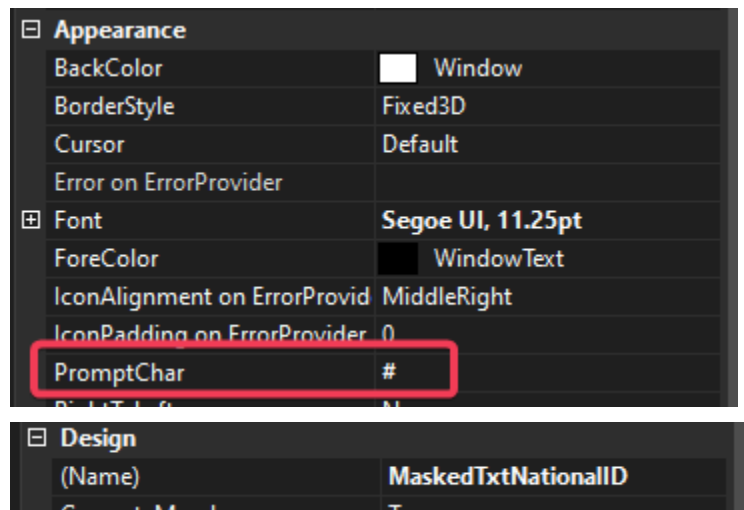 Appearance
BackColor Window
BorderStyle Fixed3D
Cursor Default
Error on ErrorProvider
Font Segoe UI, 11.25pt
ForeColor WindowText
IconAlignment on ErrorProvid MiddleRight
IconPadding on ErrorProvider 0
PromptChar #
Design
(Name) MaskedTxtNationalID